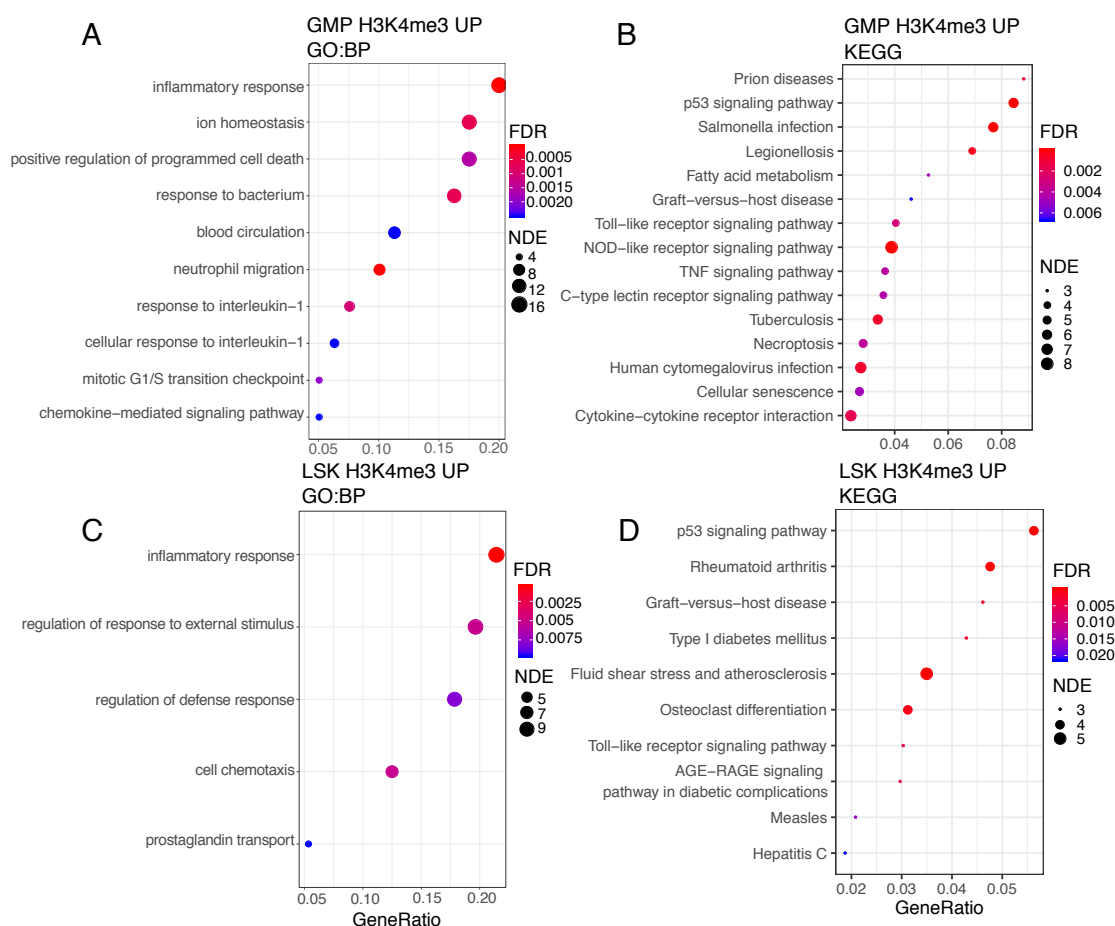 A
GMP H3K4me3 UP
GO:BP
inflammatory response
ion homeostasis
positive regulation of programmed cell death
response to bacterium
blood circulation
neutrophil migration
response to interleukin−1
cellular response to interleukin−1
mitotic G1/S transition checkpoint
chemokine−mediated signaling pathway
0.05 0.10 0.15 0.20
FDR
0.0005
0.001
0.0015
0.0020
NDE
4
8
12
16
B
GMP H3K4me3 UP
KEGG
Prion diseases
p53 signaling pathway
Salmonella infection
Legionellosis
Fatty acid metabolism
Graft−versus−host disease
Toll−like receptor signaling pathway
NOD−like receptor signaling pathway
TNF signaling pathway
C−type lectin receptor signaling pathway
Tuberculosis
Necroptosis
Human cytomegalovirus infection
Cellular senescence
Cytokine−cytokine receptor interaction
0.04 0.06 0.08
FDR
0.002
0.004
0.006
NDE
3
4
5
6
7
8
C
LSK H3K4me3 UP
GO:BP
inflammatory response
regulation of response to external stimulus
regulation of defense response
cell chemotaxis
prostaglandin transport
0.05 0.10 0.15 0.20
GeneRatio
FDR
0.0025
0.005
0.0075
NDE
5
7
9
D
LSK H3K4me3 UP
KEGG
p53 signaling pathway
Rheumatoid arthritis
Graft−versus−host disease
Type I diabetes mellitus
Fluid shear stress and atherosclerosis
Osteoclast differentiation
Toll−like receptor signaling pathway
AGE−RAGE signaling
pathway in diabetic complications
Measles
Hepatitis C
0.02 0.03 0.04 0.05
GeneRatio
FDR
0.005
0.010
0.015
0.020
NDE
3
4
5